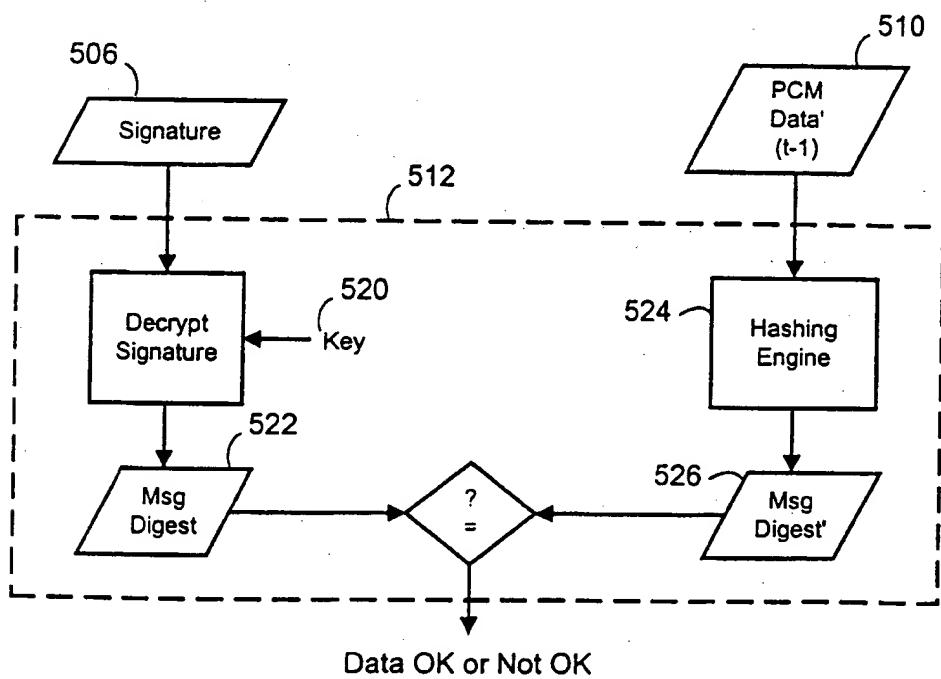 506
510
Signature
PCM
Data'
(t-1)
512
Decrypt
Signature
520
Key
524
Hashing
Engine
522
Msg
Digest
?
=
526
Msg
Digest'
Data OK or Not OK